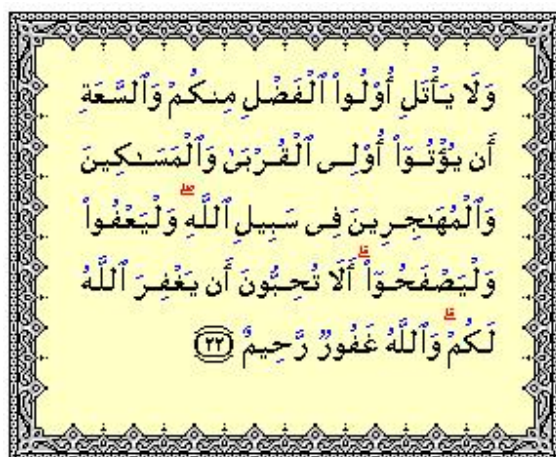 وَلَا يَأْتَلِ أُو۟لُوا۟ ٱلْفَضْلِ مِنكُمْ وَٱلسَّعَةِ
أَن يُؤْتُوٓا۟ أُو۟لِى ٱلْقُرْبَىٰ وَٱلْمَسَـٰكِينَ
وَٱلْمُهَـٰجِرِينَ فِى سَبِيلِ ٱللَّهِ ۖ وَلْيَعْفُوا۟
وَلْيَصْفَحُوٓا۟ ۗ أَلَا تُحِبُّونَ أَن يَغْفِرَ ٱللَّهُ
لَكُمْ ۗ وَٱللَّهُ غَفُورٌ رَّحِيمٌ ٢٢